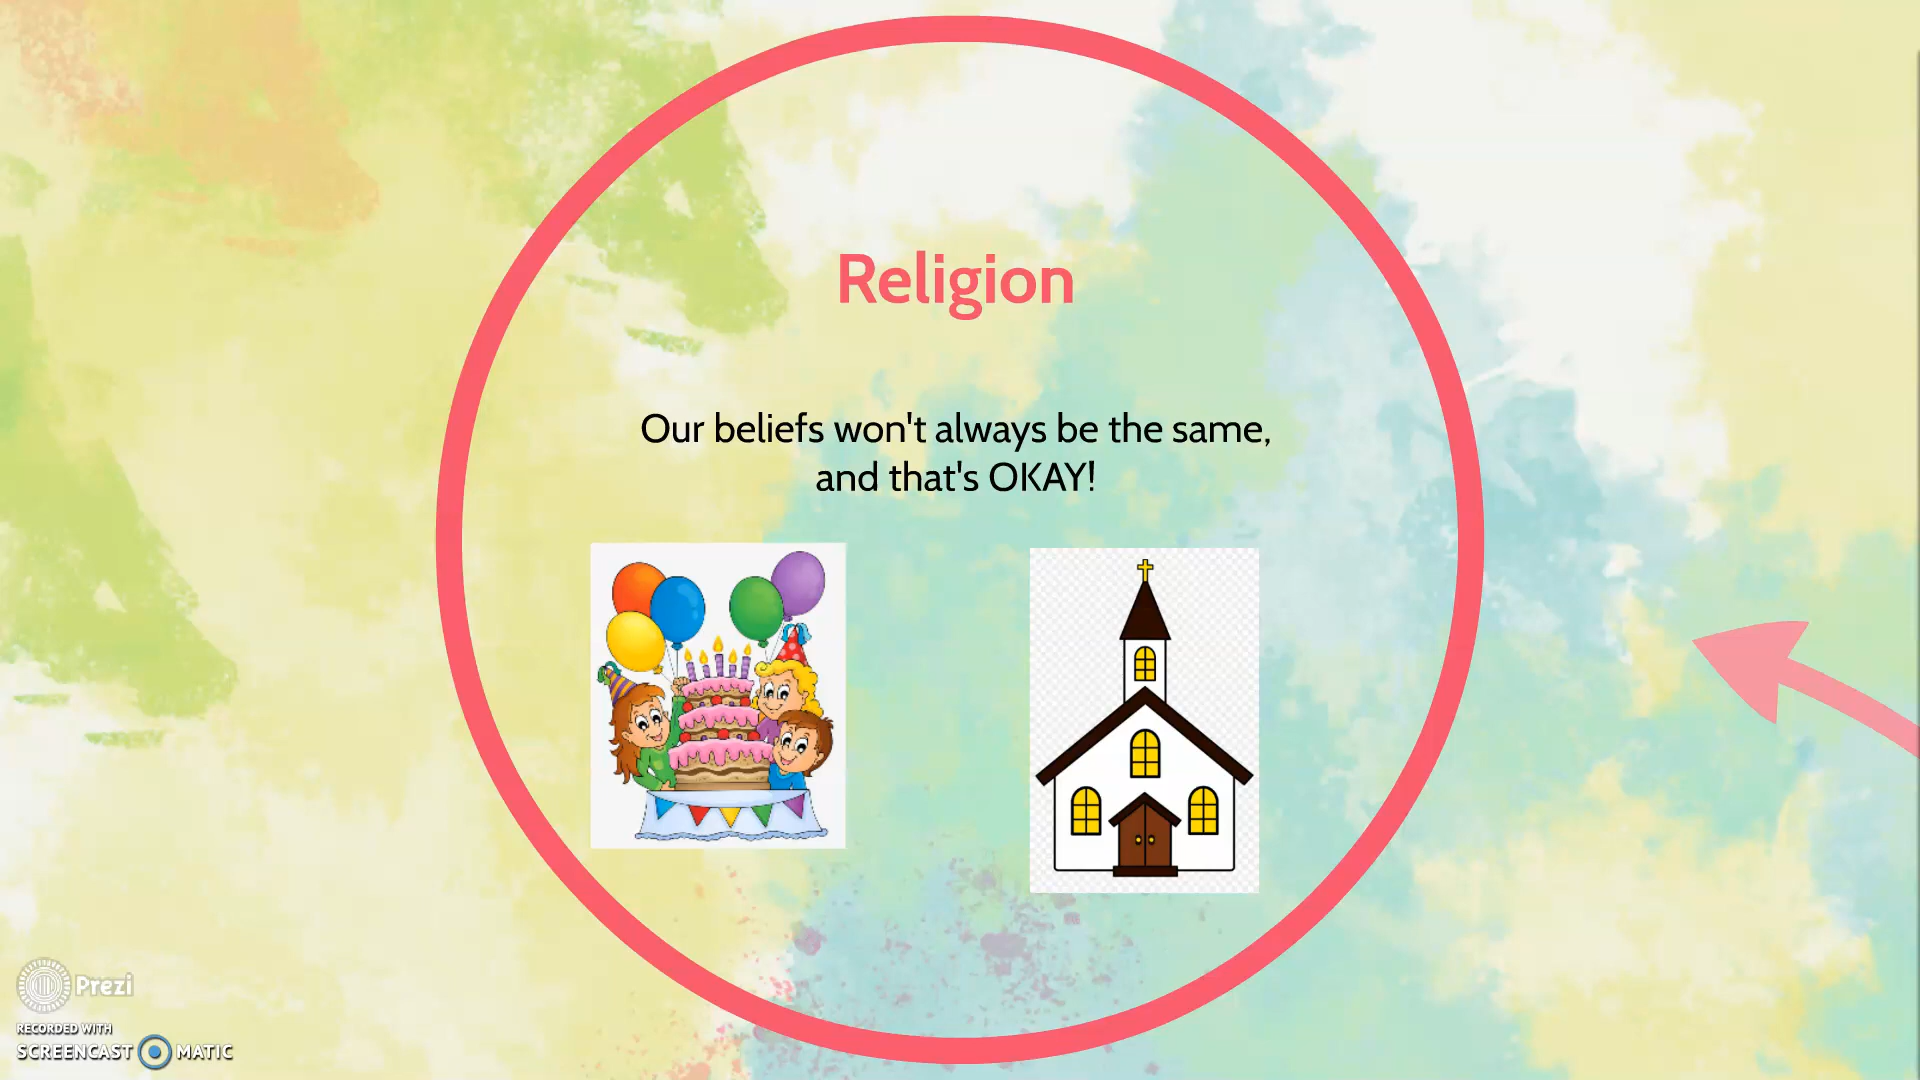 Religion
Our beliefs won't always be the same,
and that's OKAY!
Prezi
RECORDED WITH
SCREENCAST MATIC